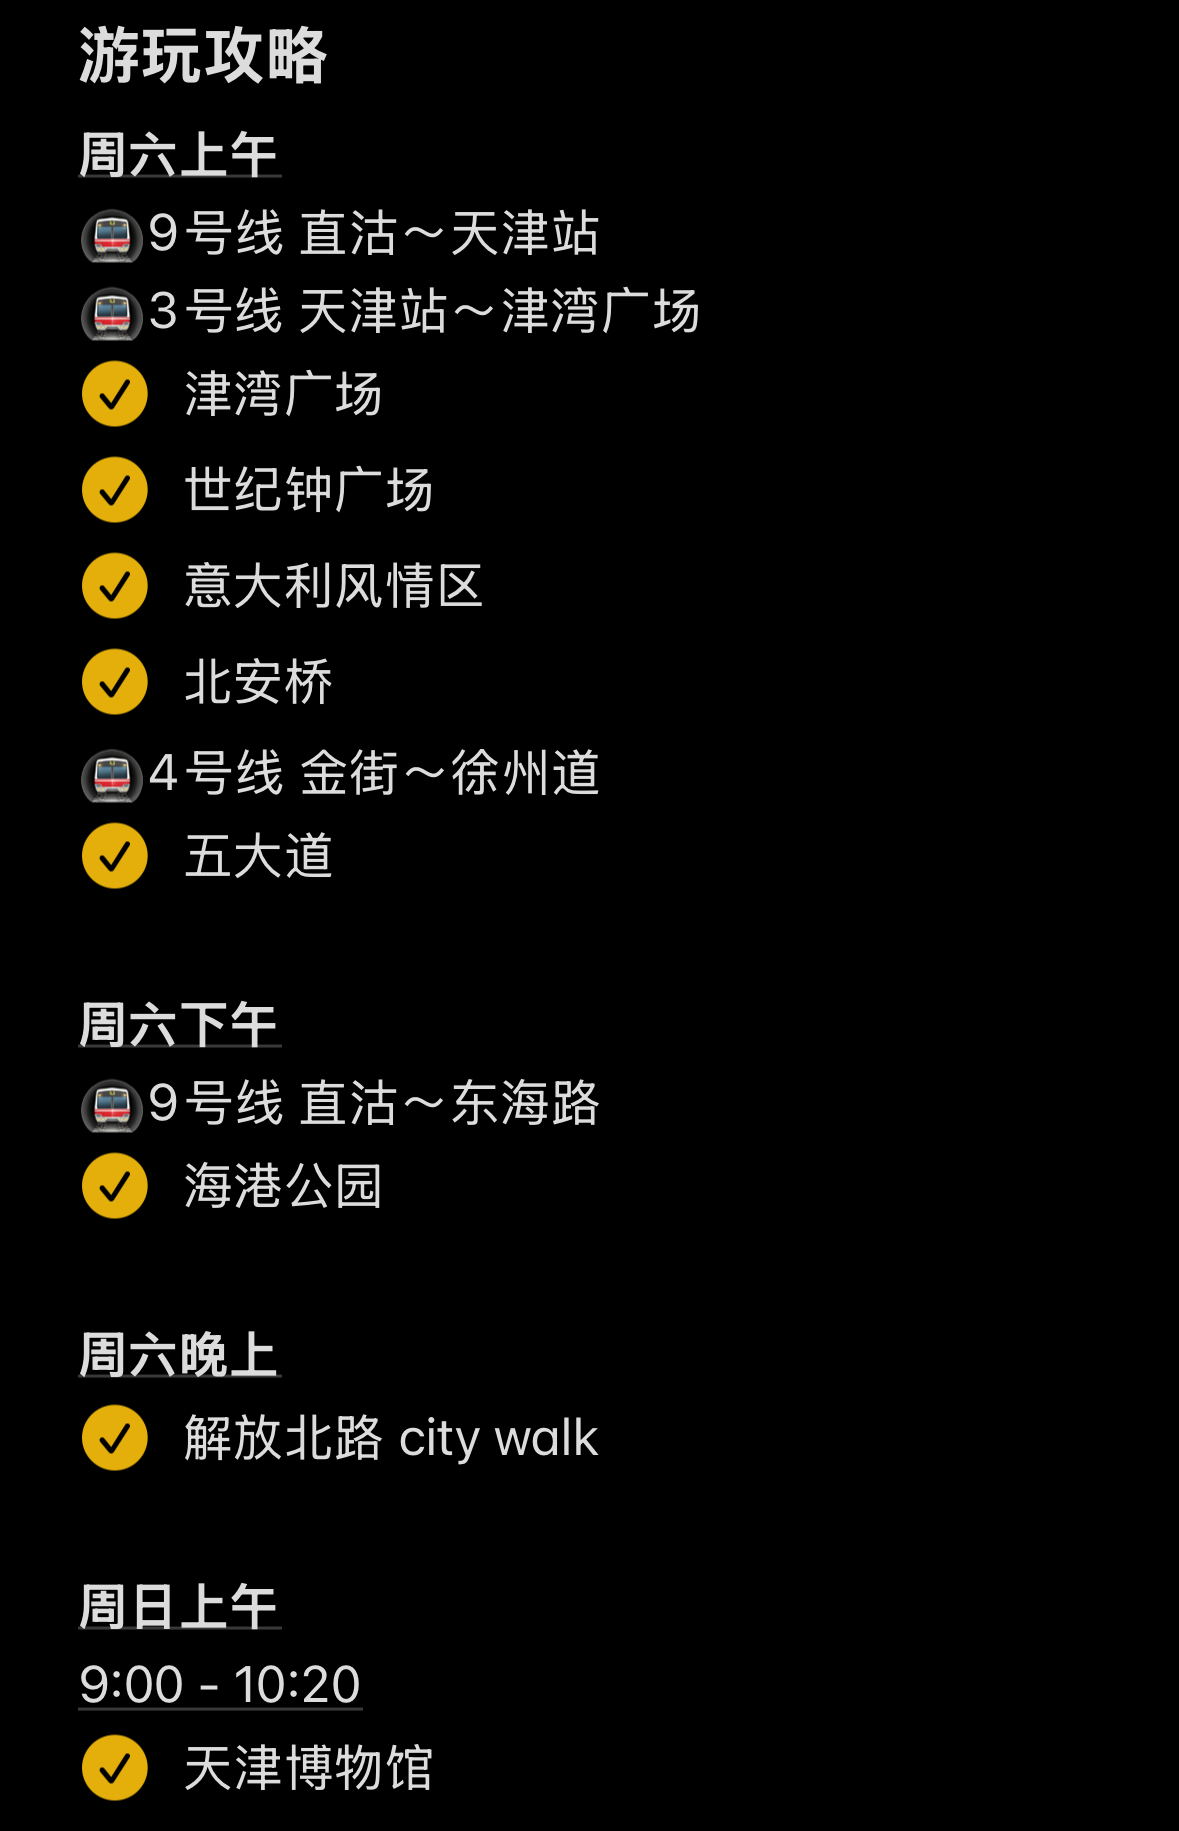 游玩攻略
周六上午
🚇9号线 直沽～天津站
🚇3号线 天津站～津湾广场
津湾广场
世纪钟广场
意大利风情区
北安桥
🚇4号线 金街～徐州道
五大道
周六下午
🚇9号线 直沽～东海路
海港公园
周六晚上
解放北路 city walk
周日上午
9:00 - 10:20
天津博物馆